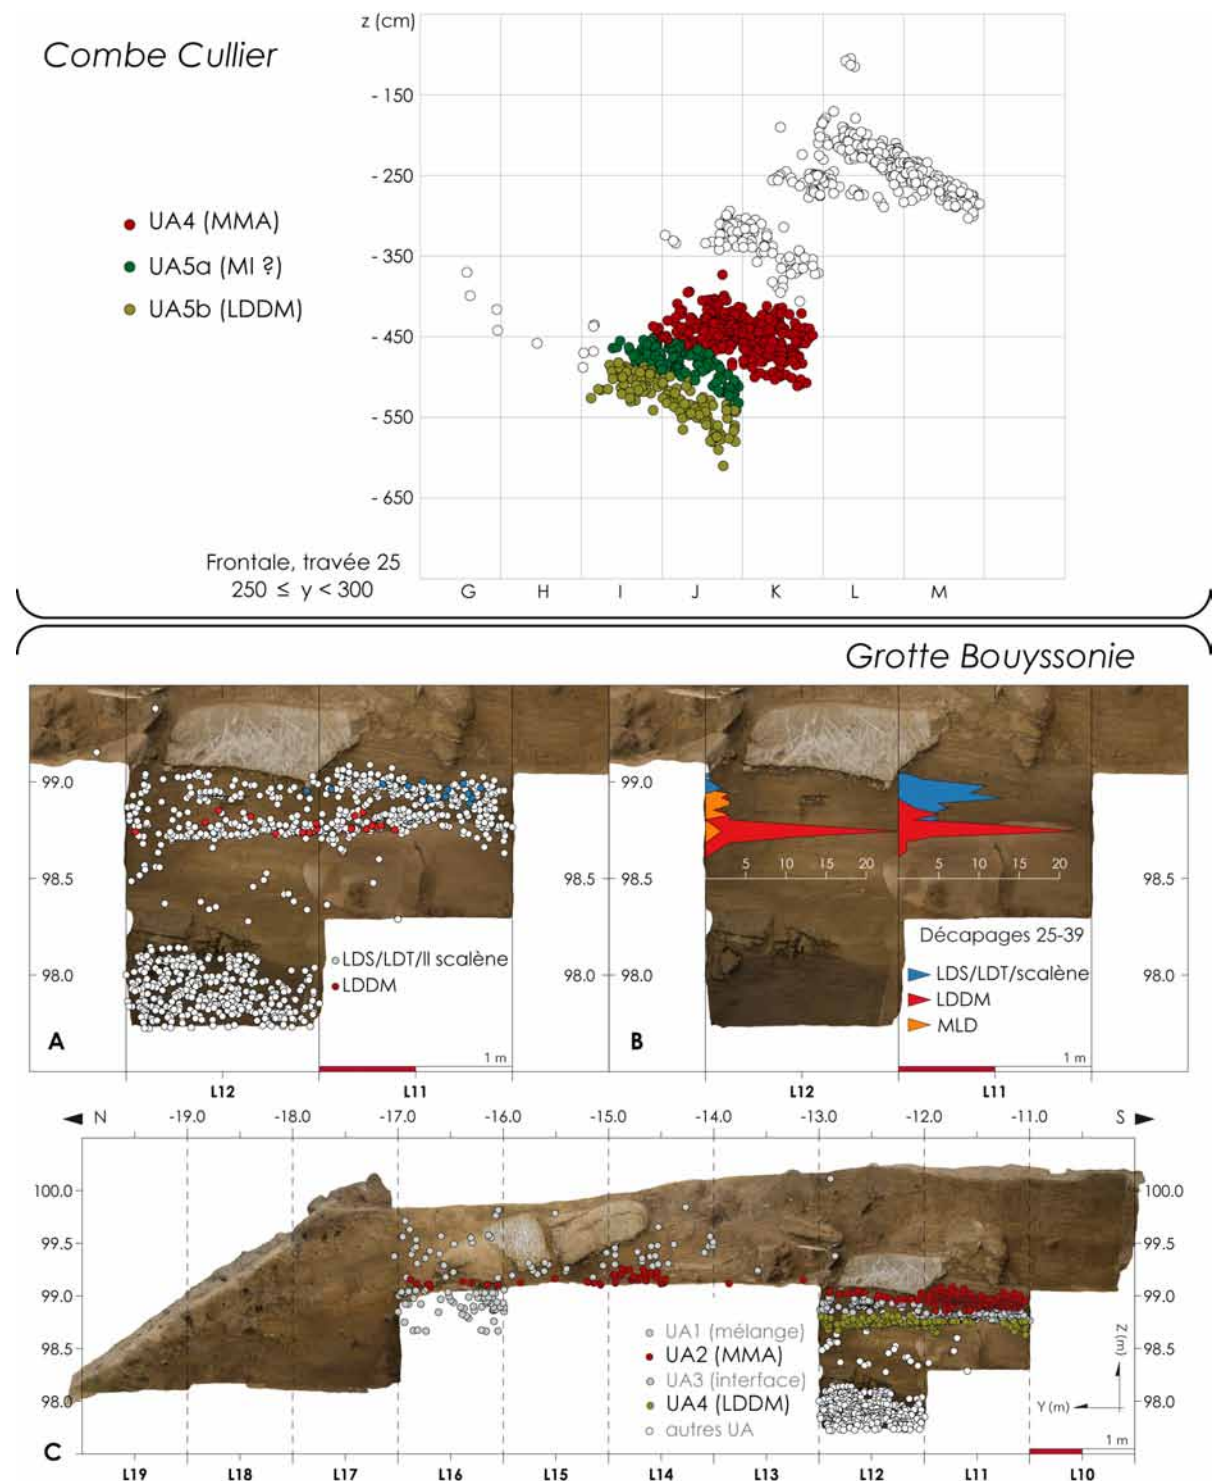 Combe Cullier
z (cm)
- 150
- 250
- 350
- 450
- 550
- 650
UA4 (MMA)
UA5a (MI ?)
UA5b (LDDM)
Frontale, travée 25
250 ≤ y < 300
G H I J K L M
Grotte Bouyssonie
99.0
98.5
98.0
LDS/LDT/ll scalène
LDDM
A
1 m
L12 L11
99.0 99.0
98.5 98.5
98.0 98.0
5 10 15 20 5 10 15 20
Décapages 25-39
LDS/LDT/scalène
LDDM
MLD
B
1 m
L12 L11
N -19.0 -18.0 -17.0 -16.0 -15.0 -14.0 -13.0 -12.0 -11.0 S
100.0 100.0
99.5 99.5
99.0 99.0
98.5 98.5
98.0 98.0
UA1 (mélange)
UA2 (MMA)
UA3 (interface)
UA4 (LDDM)
autres UA
Z (m)
Y (m)
C
1 m
L19 L18 L17 L16 L15 L14 L13 L12 L11 L10